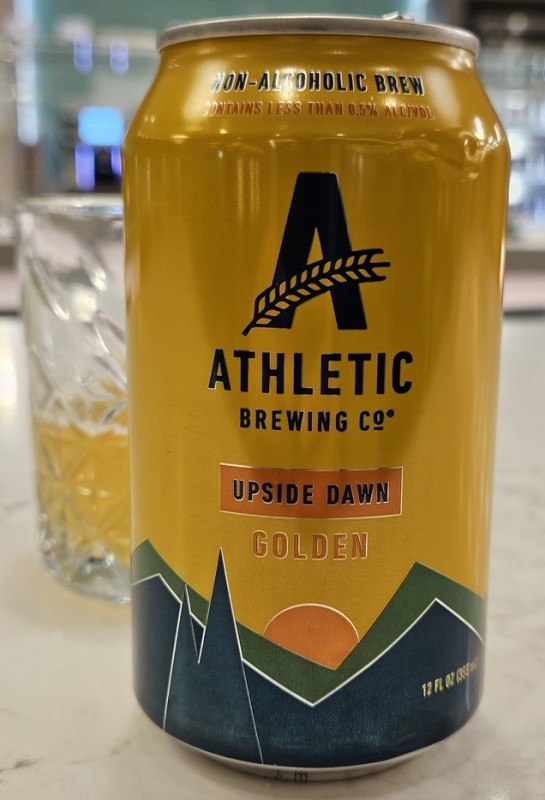 NON-ALCOHOLIC BREW
CONTAINS LESS THAN 0.5% ALC/VOL
A
ATHLETIC
BREWING Cº
UPSIDE DAWN
GOLDEN
12 FL OZ (355